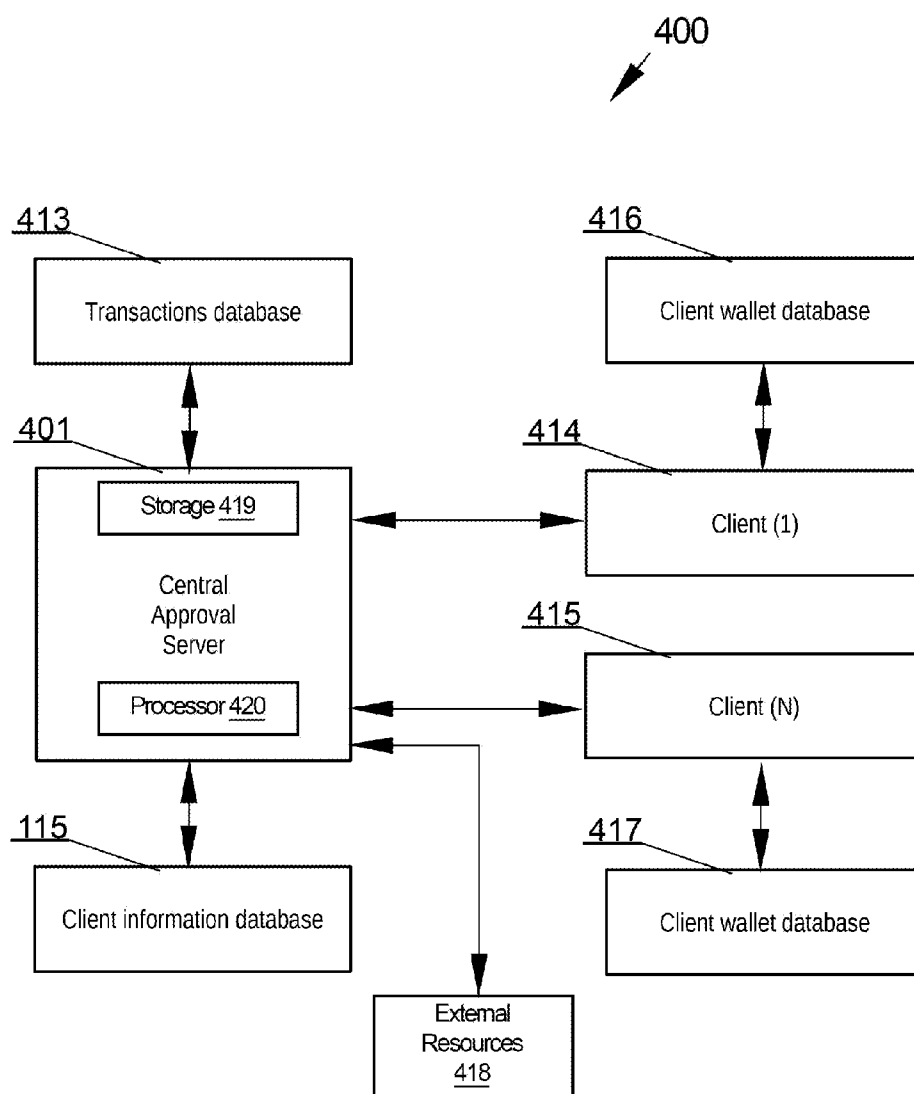 400
413
416
Transactions database
Client wallet database
401
414
Storage 419
Client (1)
Central
Approval
Server
415
Processor 420
Client (N)
115
417
Client information database
Client wallet database
External
Resources
418